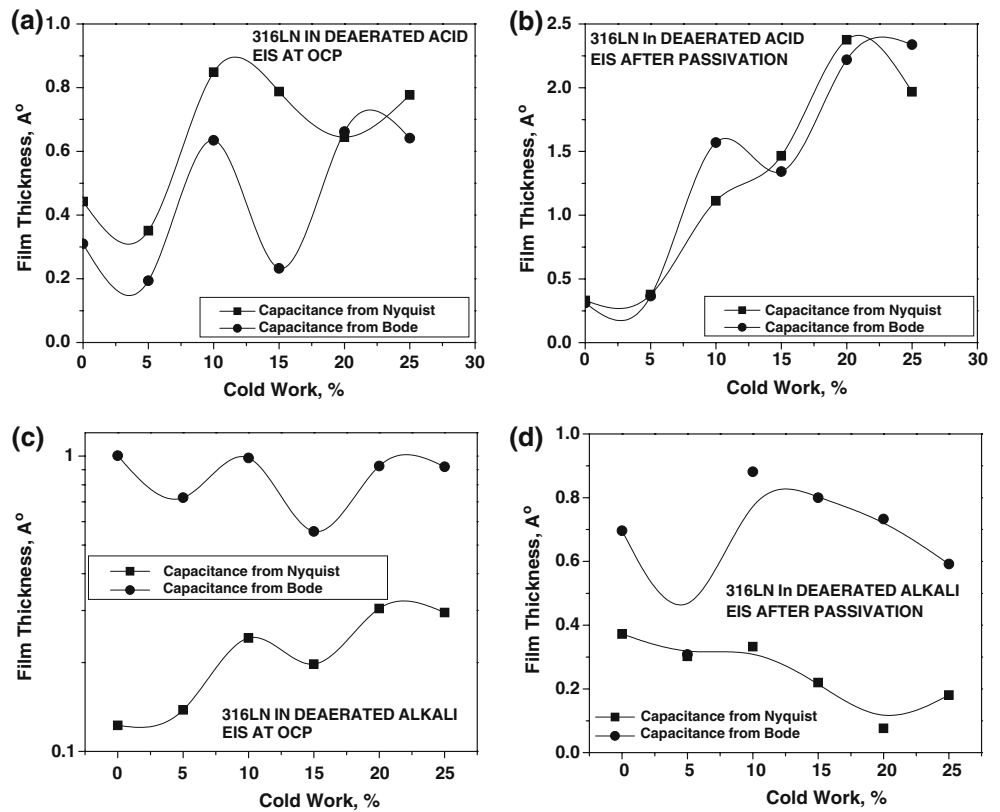 (a)
1.0
0.8
0.6
0.4
0.2
0.0
Film Thickness, A°
316LN IN DEAERATED ACID
EIS AT OCP
Capacitance from Nyquist
Capacitance from Bode
0 5 10 15 20 25 30
Cold Work, %
(b)
2.5
2.0
1.5
1.0
0.5
0.0
Film Thickness, A°
316LN In DEAERATED ACID
EIS AFTER PASSIVATION
Capacitance from Nyquist
Capacitance from Bode
0 5 10 15 20 25 30
Cold Work, %
(c)
1
0.1
Film Thickness, A°
Capacitance from Nyquist
Capacitance from Bode
316LN IN DEAERATED ALKALI
EIS AT OCP
0 5 10 15 20 25
Cold Work, %
(d)
1.0
0.8
0.6
0.4
0.2
0.0
Film Thickness, A°
316LN In DEAERATED ALKALI
EIS AFTER PASSIVATION
Capacitance from Nyquist
Capacitance from Bode
0 5 10 15 20 25
Cold Work, %